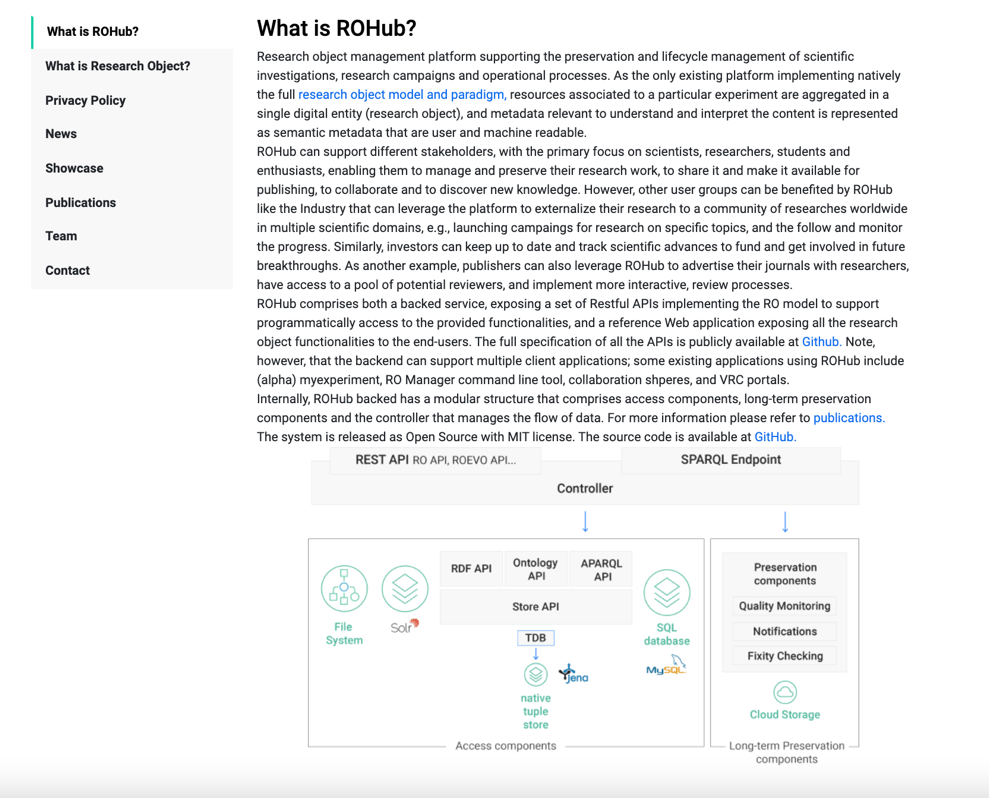 What is ROHub?
What is Research Object?
Privacy Policy
News
Showcase
Publications
Team
Contact
What is ROHub?
Research object management platform supporting the preservation and lifecycle management of scientific
investigations, research campaigns and operational processes. As the only existing platform implementing natively
the full research object model and paradigm, resources associated to a particular experiment are aggregated in a
single digital entity (research object), and metadata relevant to understand and interpret the content is represented
as semantic metadata that are user and machine readable.
ROHub can support different stakeholders, with the primary focus on scientists, researchers, students and
enthusiasts, enabling them to manage and preserve their research work, to share it and make it available for
publishing, to collaborate and to discover new knowledge. However, other user groups can be benefited by ROHub
like the Industry that can leverage the platform to externalize their research to a community of researches worldwide
in multiple scientific domains, e.g., launching campaings for research on specific topics, and the follow and monitor
the progress. Similarly, investors can keep up to date and track scientific advances to fund and get involved in future
breakthroughs. As another example, publishers can also leverage ROHub to advertise their journals with researchers,
have access to a pool of potential reviewers, and implement more interactive, review processes.
ROHub comprises both a backed service, exposing a set of Restful APIs implementing the RO model to support
programmatically access to the provided functionalities, and a reference Web application exposing all the research
object functionalities to the end-users. The full specification of all the APIs is publicly available at Github. Note,
however, that the backend can support multiple client applications; some existing applications using ROHub include
(alpha) myexperiment, RO Manager command line tool, collaboration shperes, and VRC portals.
Internally, ROHub backed has a modular structure that comprises access components, long-term preservation
components and the controller that manages the flow of data. For more information please refer to publications.
The system is released as Open Source with MIT license. The source code is available at GitHub.
REST API RO API, ROEVO API...
SPARQL Endpoint
Controller
File
System
Solr
RDF API
Ontology
API
APARQL
API
Store API
TDB
jena
native
tuple
store
SQL
database
MySQL
Access components
Preservation
components
Quality Monitoring
Notifications
Fixity Checking
Cloud Storage
Long-term Preservation
components